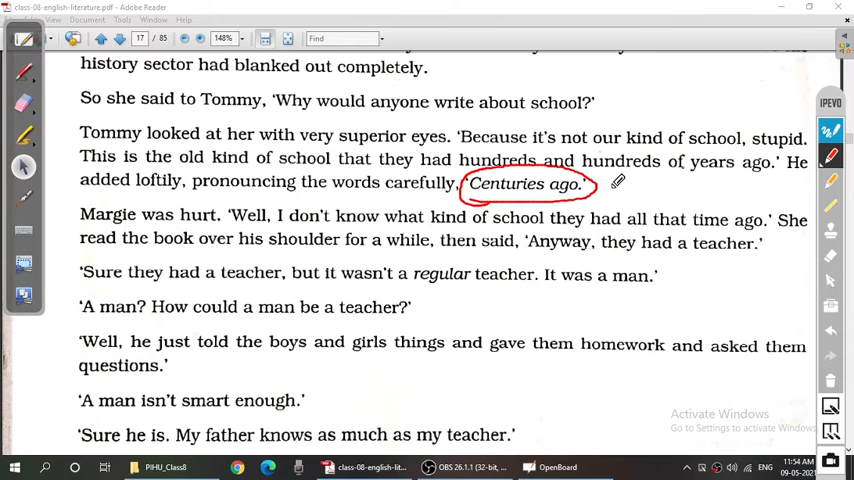 class-08-english-literature.pdf - Adobe Reader
File Edit View Document Tools Window Help
17 / 85 148% Find
history sector had blanked out completely.
So she said to Tommy, ‘Why would anyone write about school?’
Tommy looked at her with very superior eyes. ‘Because it’s not our kind of school, stupid.
This is the old kind of school that they had hundreds and hundreds of years ago.’ He
added loftily, pronouncing the words carefully, ‘Centuries ago.’
Margie was hurt. ‘Well, I don’t know what kind of school they had all that time ago.’ She
read the book over his shoulder for a while, then said, ‘Anyway, they had a teacher.’
‘Sure they had a teacher, but it wasn’t a regular teacher. It was a man.’
‘A man? How could a man be a teacher?’
‘Well, he just told the boys and girls things and gave them homework and asked them
questions.’
‘A man isn’t smart enough.’
‘Sure he is. My father knows as much as my teacher.’
IPEVO
Activate Windows
Go to Settings to activate Windows.
PIHU_Class8
class-08-english-lit...
OBS 26.1.1 (32-bit, ...
OpenBoard
ENG
11:54 AM